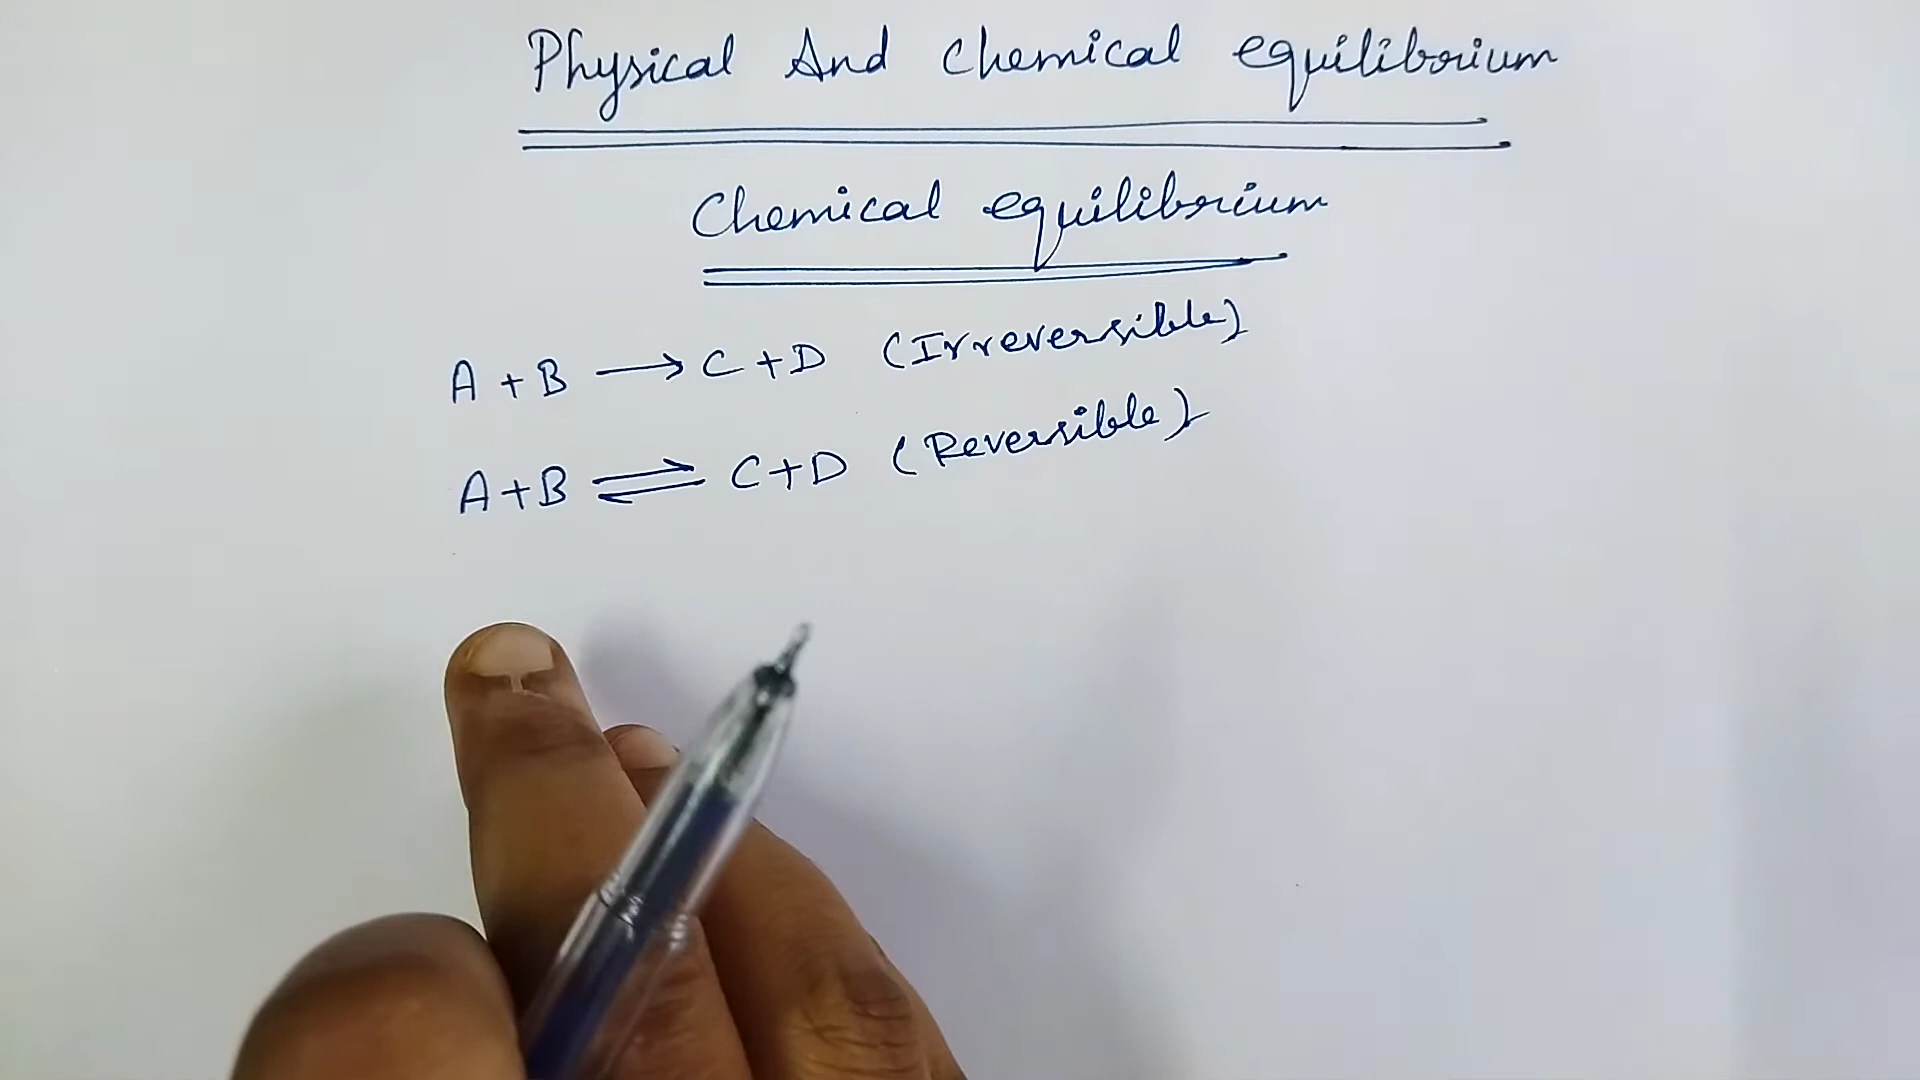 Physical And Chemical equilibrium
Chemical equilibrium
A + B ⟶ C + D (Irreversible)
A + B ⇌ C + D (Reversible)